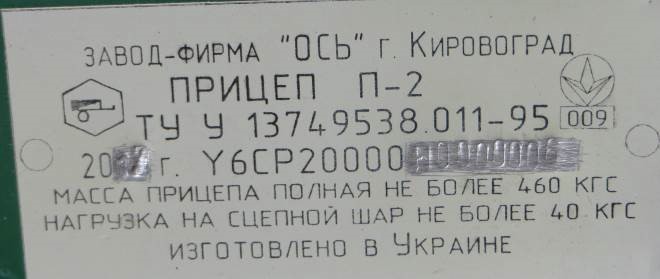 ЗАВОД-ФИРМА "ОСЬ" г. КИРОВОГРАД
ПРИЦЕП П-2
ТУ У 13749538.011-95 009
20 г. Y6CP20000
МАССА ПРИЦЕПА ПОЛНАЯ НЕ БОЛЕЕ 460 КГС
НАГРУЗКА НА СЦЕПНОЙ ШАР НЕ БОЛЕЕ 40 КГС
ИЗГОТОВЛЕНО В УКРАИНЕ